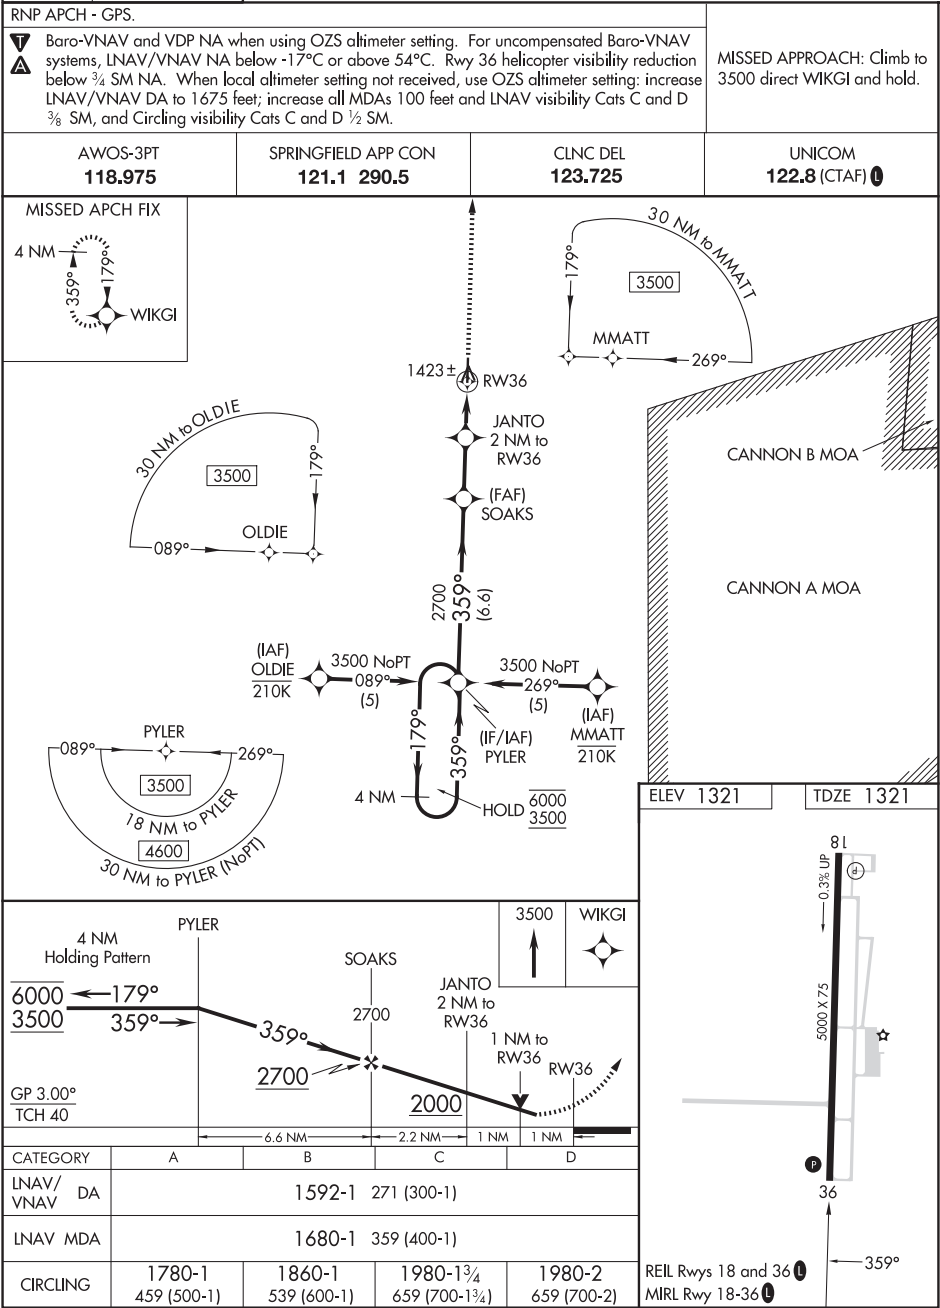 RNP APCH - GPS.
T
A
Baro-VNAV and VDP NA when using OZS altimeter setting. For uncompensated Baro-VNAV
systems, LNAV/VNAV NA below -17°C or above 54°C. Rwy 36 helicopter visibility reduction
below ¾ SM NA. When local altimeter setting not received, use OZS altimeter setting: increase
LNAV/VNAV DA to 1675 feet; increase all MDAs 100 feet and LNAV visibility Cats C and D
⅜ SM, and Circling visibility Cats C and D ½ SM.
MISSED APPROACH: Climb to
3500 direct WIKGI and hold.
AWOS-3PT
118.975
SPRINGFIELD APP CON
121.1 290.5
CLNC DEL
123.725
UNICOM
122.8 (CTAF) L
MISSED APCH FIX
4 NM
359°
179°
WIKGI
30 NM to MMATT
179°
3500
MMATT
269°
1423 ±
RW36
JANTO
2 NM to
RW36
(FAF)
SOAKS
30 NM to OLDIE
3500
179°
OLDIE
089°
CANNON B MOA
CANNON A MOA
2700
359°
(6.6)
(IAF)
OLDIE
210K
3500 NoPT
089°
(5)
3500 NoPT
269°
(5)
(IAF)
MMATT
210K
(IF/IAF)
PYLER
179°
359°
4 NM
HOLD
6000
3500
PYLER
089°
269°
3500
18 NM to PYLER
4600
30 NM to PYLER (NoPT)
ELEV 1321
TDZE 1321
18
0.3% UP
P
5000 X 75
P
36
359°
REIL Rwys 18 and 36 L
MIRL Rwy 18-36 L
3500
WIKGI
4 NM
Holding Pattern
PYLER
SOAKS
JANTO
2 NM to
RW36
1 NM to
RW36
RW36
6000
3500
179°
359°
359°
2700
2700
2000
GP 3.00°
TCH 40
6.6 NM
2.2 NM
1 NM
1 NM
CATEGORY A B C D
LNAV/
VNAV DA 1592-1 271 (300-1)
LNAV MDA 1680-1 359 (400-1)
CIRCLING
1780-1
459 (500-1)
1860-1
539 (600-1)
1980-1¾
659 (700-1¾)
1980-2
659 (700-2)